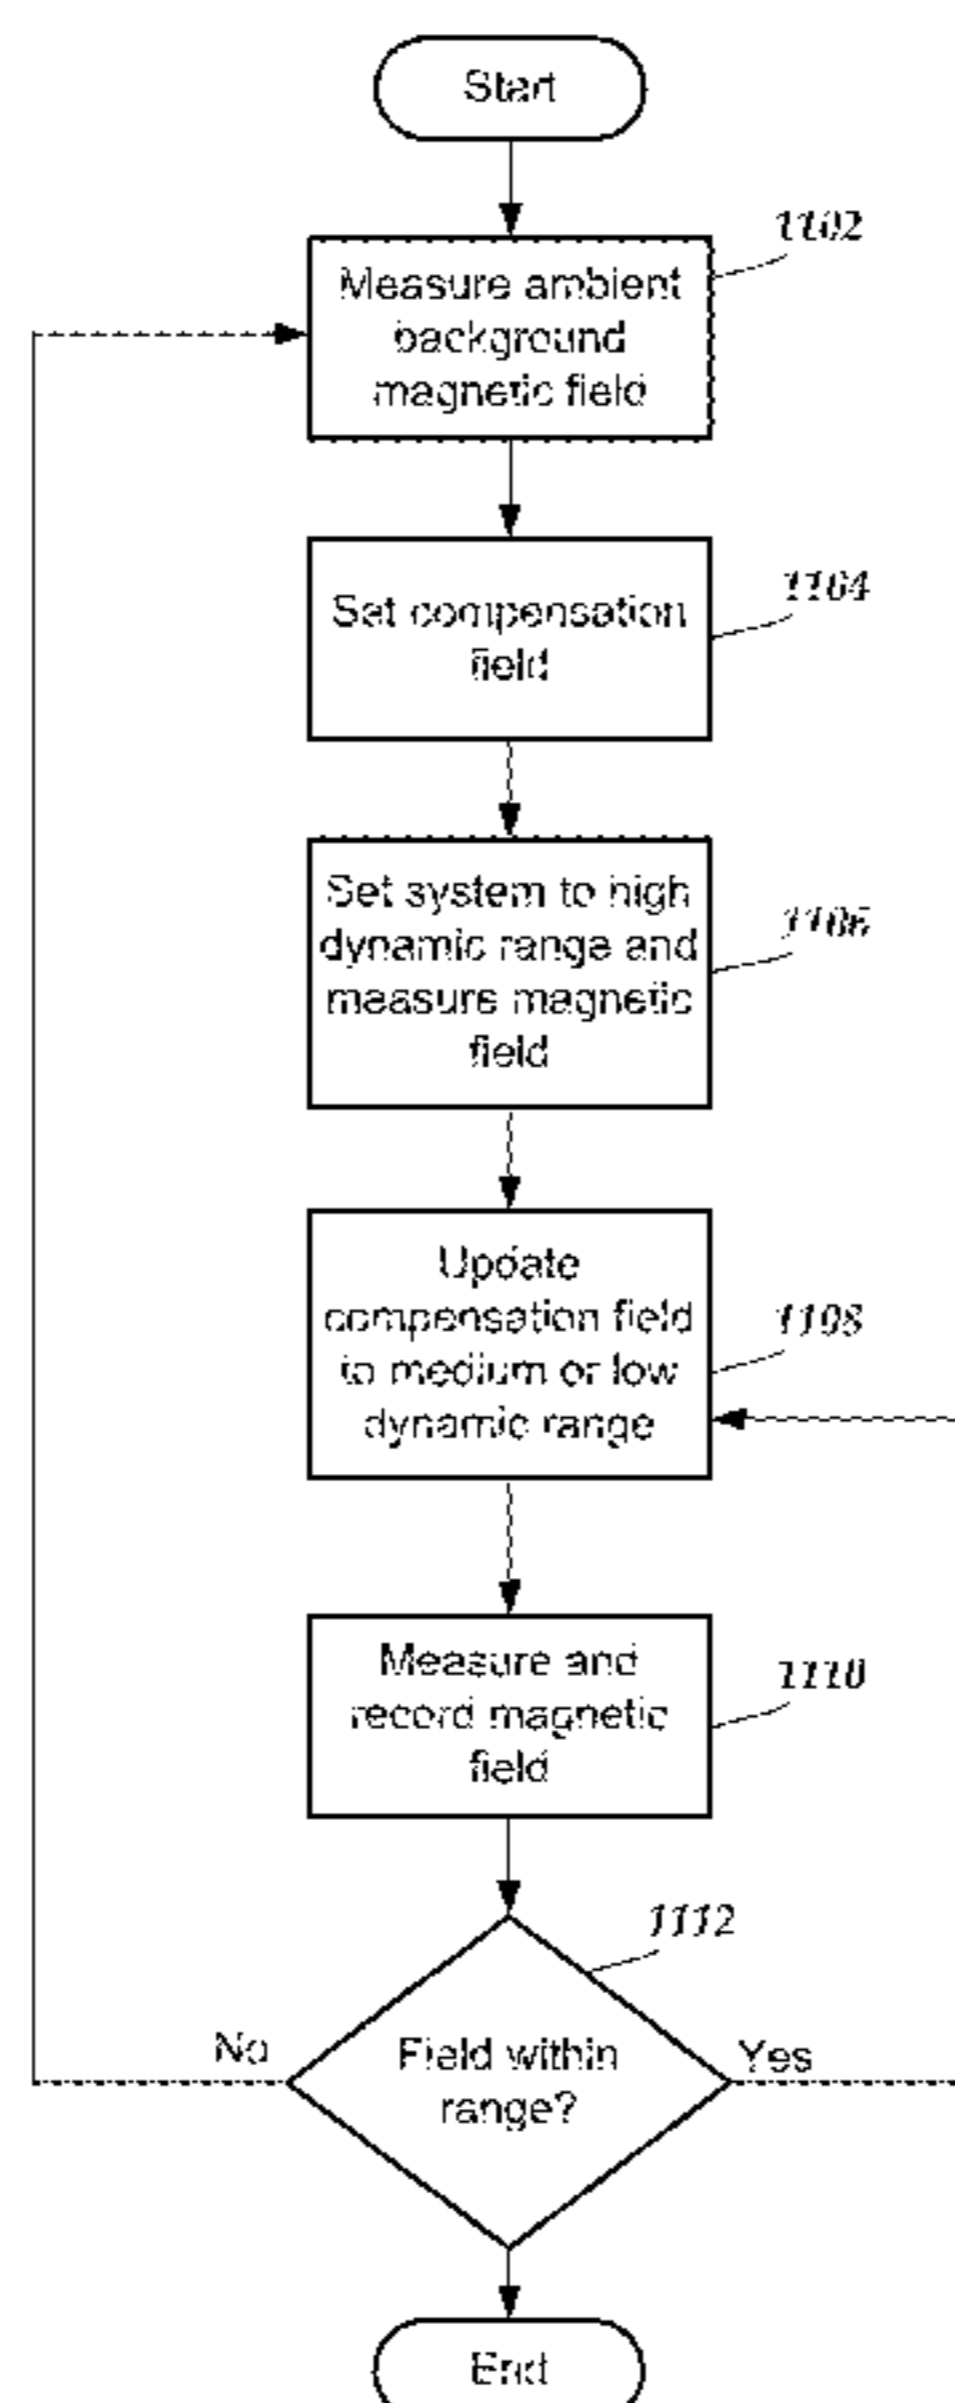 Start
1102
Measure ambient
background
magnetic field
1104
Set compensation
field
1106
Set system to high
dynamic range and
measure magnetic
field
Update
compensation field
to medium or low
dynamic range
1108
Measure and
record magnetic
field
1110
1112
No
Field within
range?
Yes
End